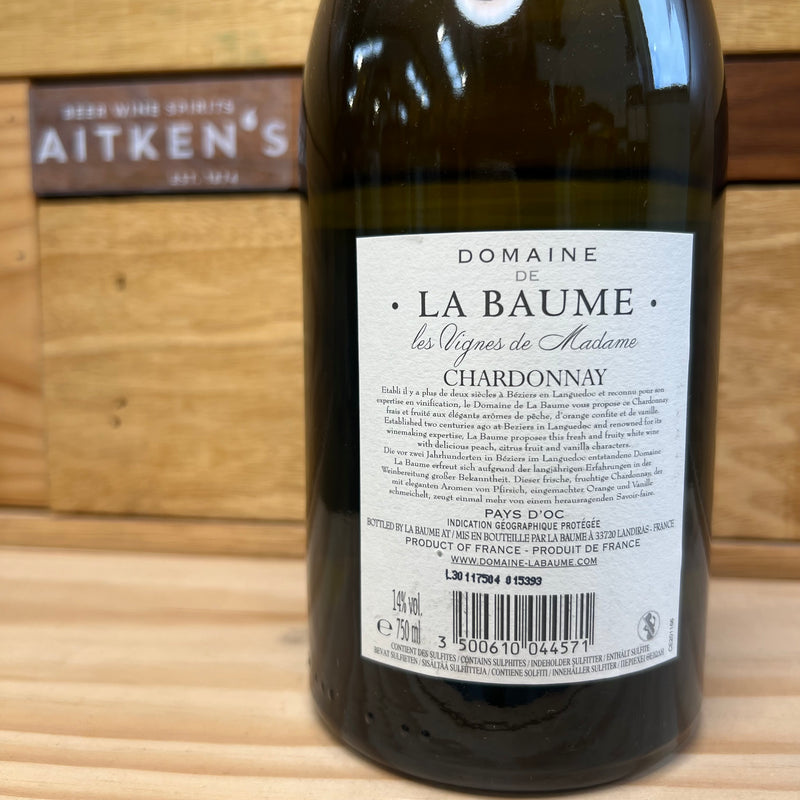 BEER WINE SPIRITS
AITKEN'S
EST. 1874
DOMAINE
DE
• LA BAUME •
les Vignes de Madame
CHARDONNAY
Etabli il y a plus de deux siècles à Béziers en Languedoc et reconnu pour son
expertise en vinification, le Domaine de La Baume vous propose ce Chardonnay
frais et fruité aux élégants arômes de pêche, d'orange confite et de vanille.
Established two centuries ago at Beziers in Languedoc and renowned for its
winemaking expertise, La Baume proposes this fresh and fruity white wine
with delicious peach, citrus fruit and vanilla characters.
Die vor zwei Jahrhunderten in Béziers im Languedoc entstandene Domaine
La Baume erfreut sich aufgrund der langjährigen Erfahrungen in der
Weinbereitung großer Bekanntheit. Dieser frische, fruchtige Chardonnay, der
mit eleganten Aromen von Pfirsich, eingemachter Orange und Vanille
schmeichelt, zeugt einmal mehr von einem herausragenden Savoir-faire.
PAYS D'OC
INDICATION GÉOGRAPHIQUE PROTÉGÉE
BOTTLED BY LA BAUME AT / MIS EN BOUTEILLE PAR LA BAUME À 33720 LANDIRAS - FRANCE
PRODUCT OF FRANCE - PRODUIT DE FRANCE
WWW.DOMAINE-LABAUME.COM
L30117504 015393
14% vol.
e 750 ml
3 500610 044571
CONTIENT DES SULFITES / CONTAINS SULPHITES / INDEHOLDER SULFITTER / ENTHÄLT SULFITE
BEVAT SULFIETEN / SISÄLTÄÄ SULFIITTEJA / CONTIENE SOLFITI / INNEHÅLLER SULFITER /